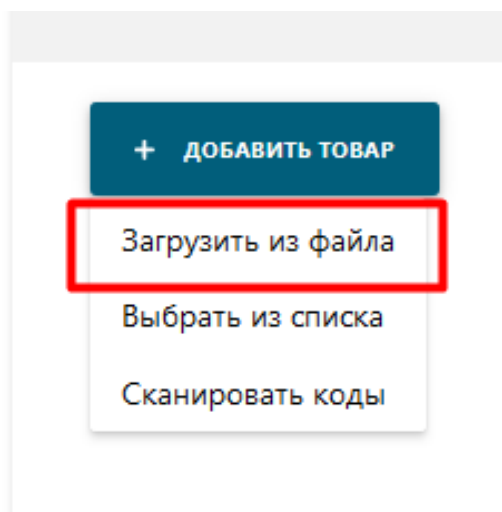 + ДОБАВИТЬ ТОВАР
Загрузить из файла
Выбрать из списка
Сканировать коды